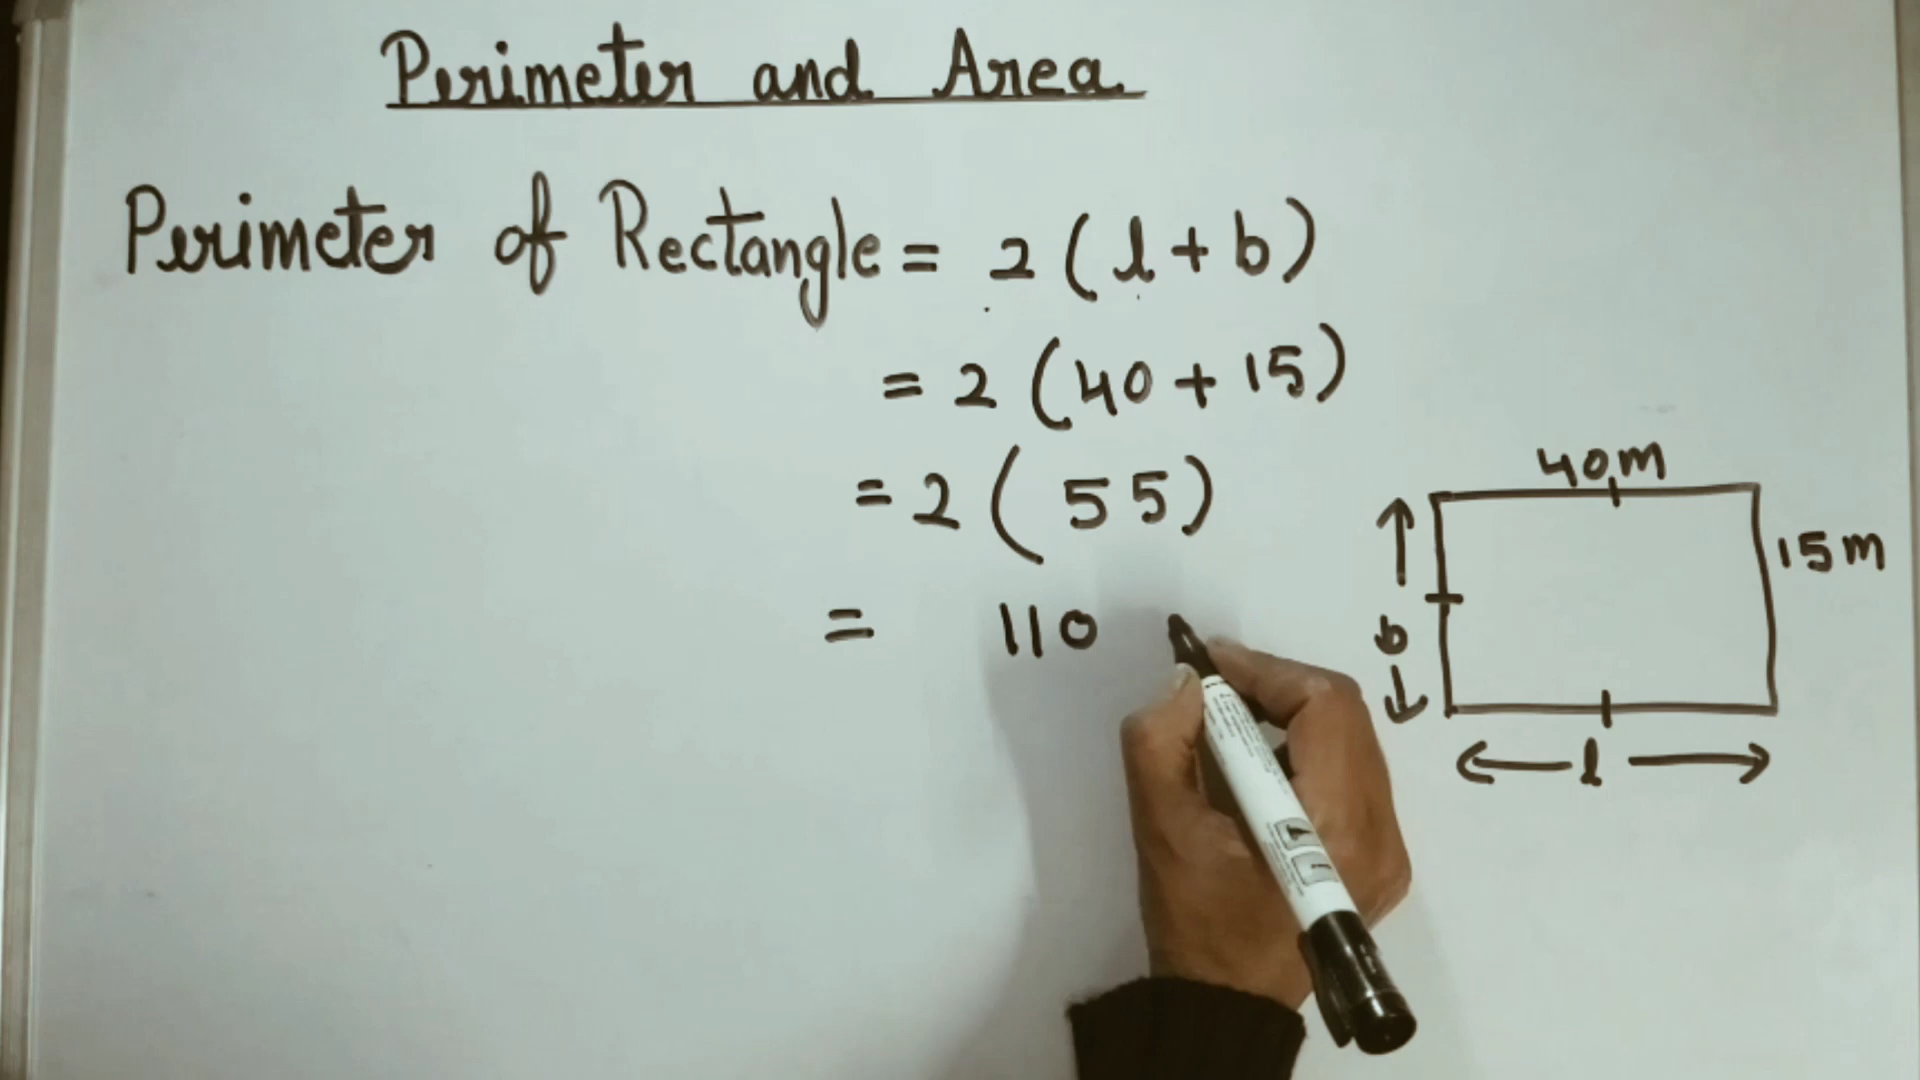 Perimeter and Area
Perimeter of Rectangle = 2 (l + b)
= 2 (40 + 15)
= 2 ( 55)
= 110
40m
15m
b
l